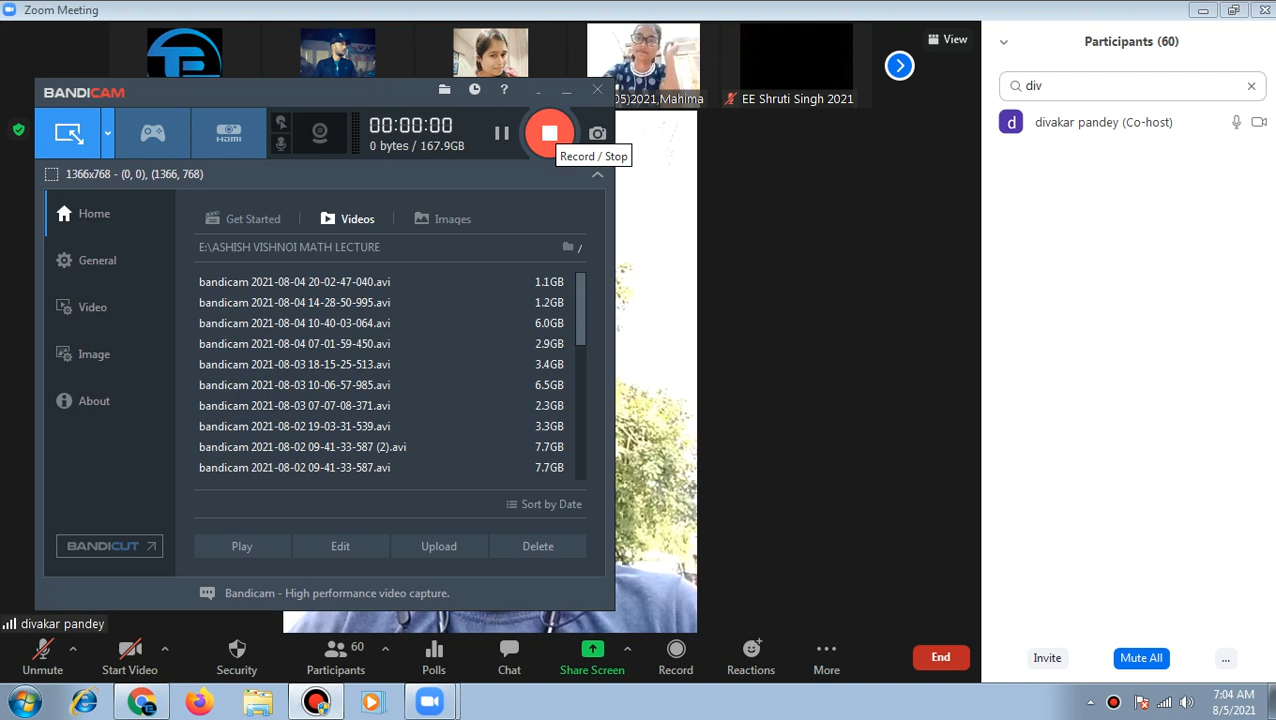 Zoom Meeting
05)2021,Mahima
EE Shruti Singh 2021
View
BANDICAM
?
00:00:00
0 bytes / 167.9GB
HDMI
Record / Stop
1366x768 - (0, 0), (1366, 768)
Home
General
Video
Image
About
BANDICUT
Get Started
Videos
Images
E:\ASHISH VISHNOI MATH LECTURE
/
bandicam 2021-08-04 20-02-47-040.avi 1.1GB
bandicam 2021-08-04 14-28-50-995.avi 1.2GB
bandicam 2021-08-04 10-40-03-064.avi 6.0GB
bandicam 2021-08-04 07-01-59-450.avi 2.9GB
bandicam 2021-08-03 18-15-25-513.avi 3.4GB
bandicam 2021-08-03 10-06-57-985.avi 6.5GB
bandicam 2021-08-03 07-07-08-371.avi 2.3GB
bandicam 2021-08-02 19-03-31-539.avi 3.3GB
bandicam 2021-08-02 09-41-33-587 (2).avi 7.7GB
bandicam 2021-08-02 09-41-33-587.avi 7.7GB
Sort by Date
Play
Edit
Upload
Delete
Bandicam - High performance video capture.
divakar pandey
Participants (60)
div
d
divakar pandey (Co-host)
Invite
Mute All
...
Unmute
Start Video
Security
60
Participants
Polls
Chat
Share Screen
Record
Reactions
More
End
7:04 AM
8/5/2021